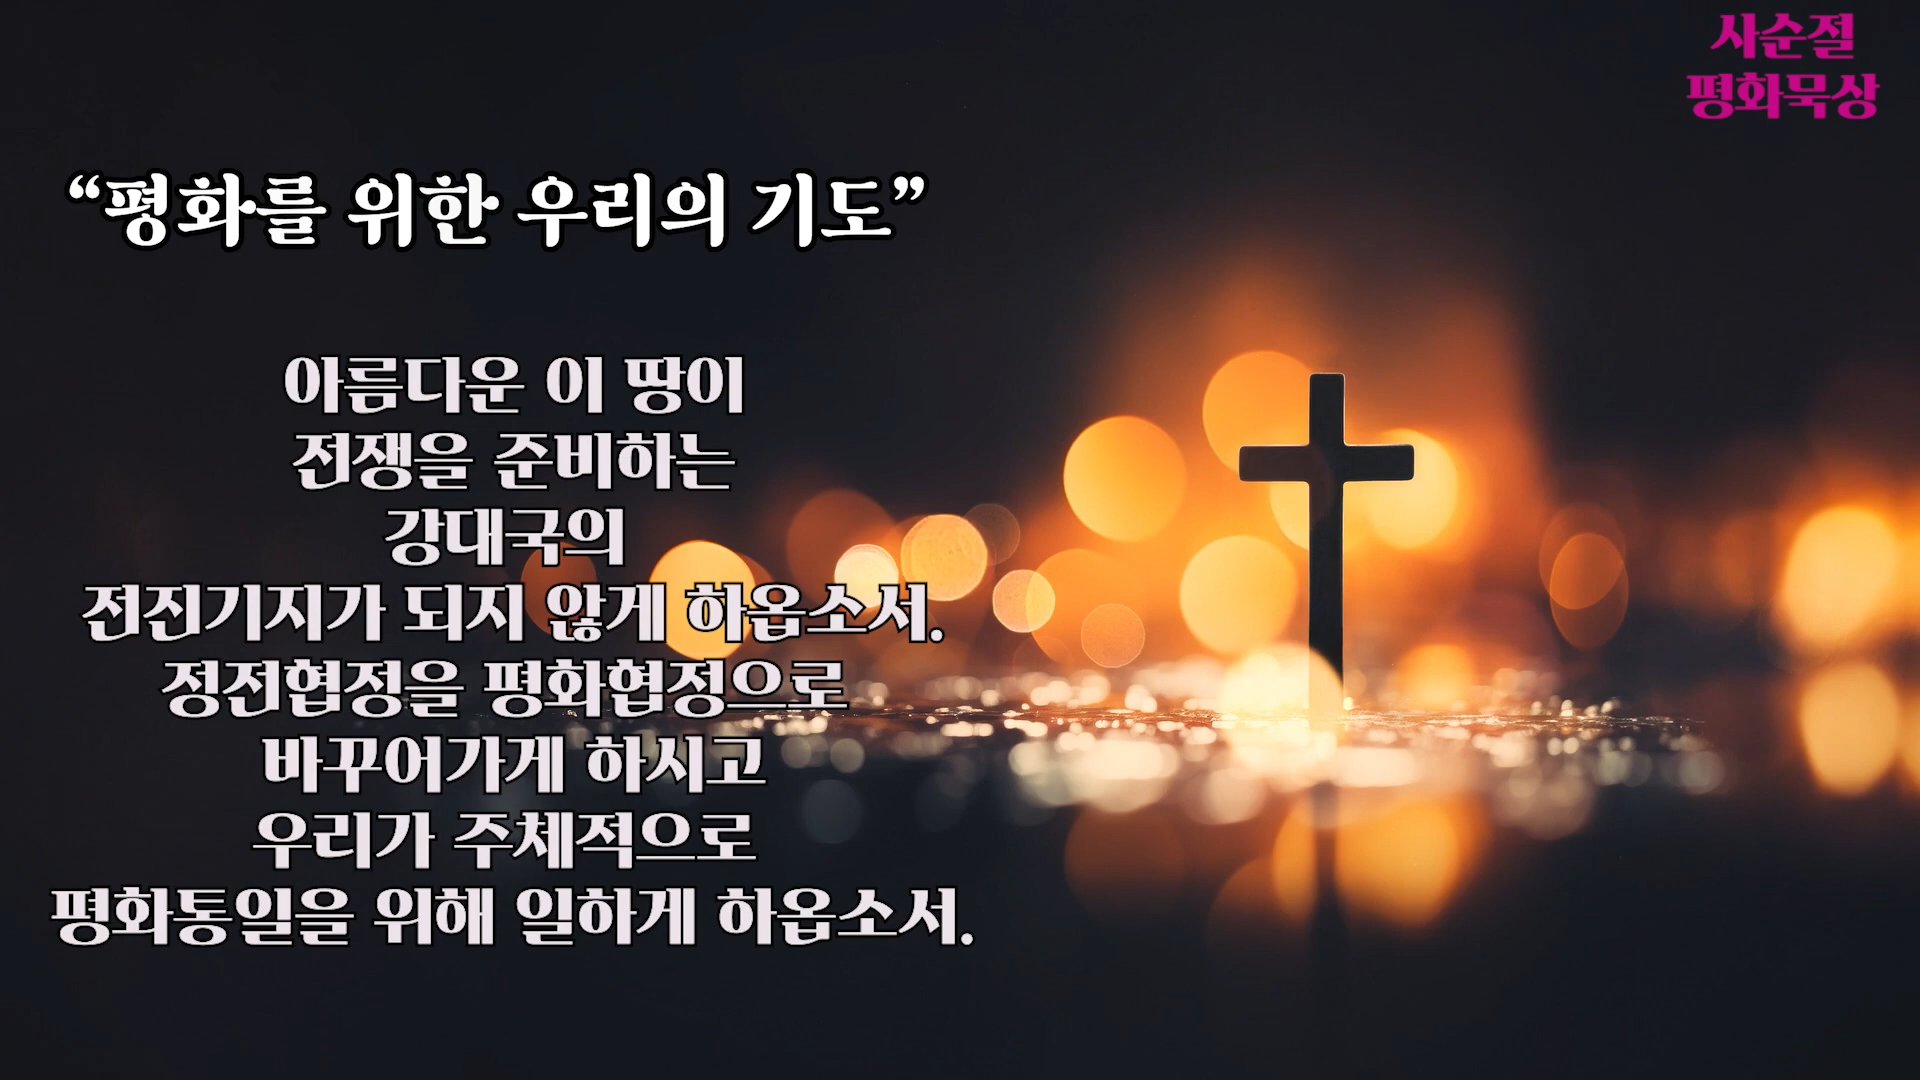 사순절
평화묵상
“평화를 위한 우리의 기도”
아름다운 이 땅이
전쟁을 준비하는
강대국의
전진기지가 되지 않게 하옵소서.
정전협정을 평화협정으로
바꾸어가게 하시고
우리가 주체적으로
평화통일을 위해 일하게 하옵소서.